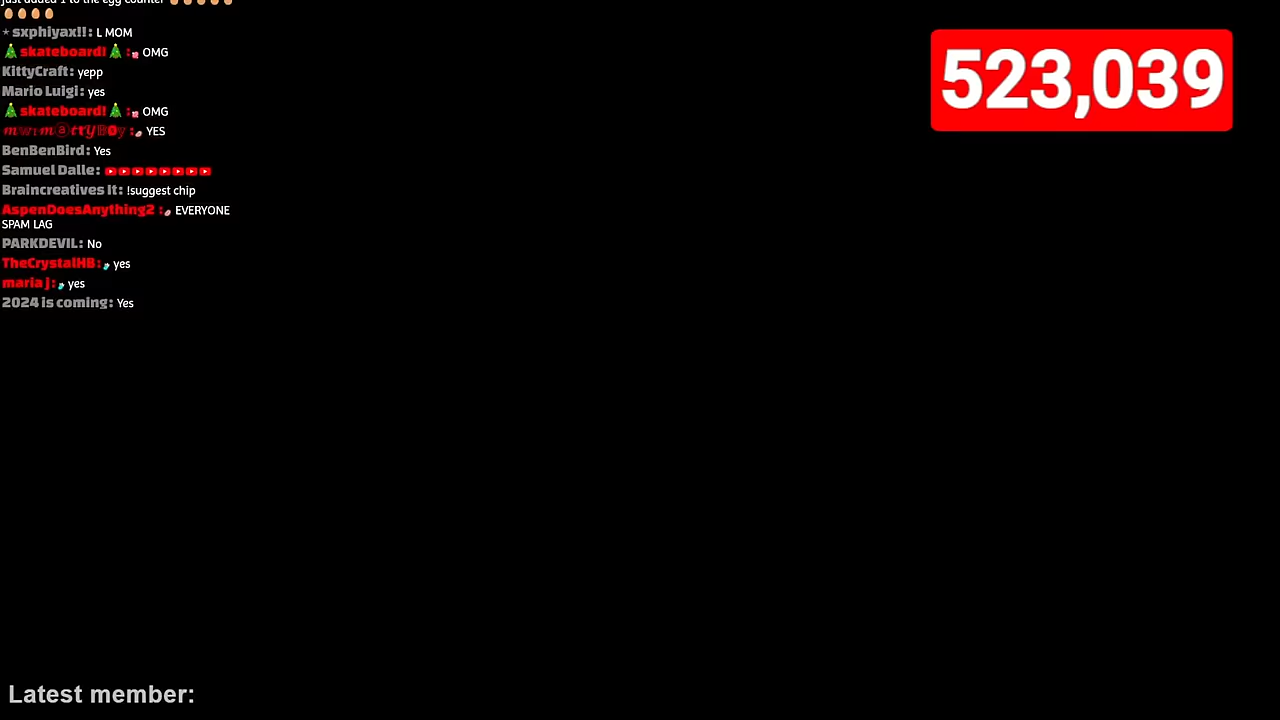 just added 1 to the egg counter 🥚🥚🥚🥚🥚
🥚🥚🥚🥚
⋆ sxphiyax!!: L MOM
🎄skateboard!🎄: OMG
KittyCraft: yepp
Mario Luigi: yes
🎄skateboard!🎄: OMG
YES
BenBenBird: Yes
Samuel Dalle:
Braincreatives It: !suggest chip
AspenDoesAnything2 : EVERYONE
SPAM LAG
PARKDEVIL: No
TheCrystalHB: yes
maria j: yes
2024 is coming: Yes
523,039
Latest member: